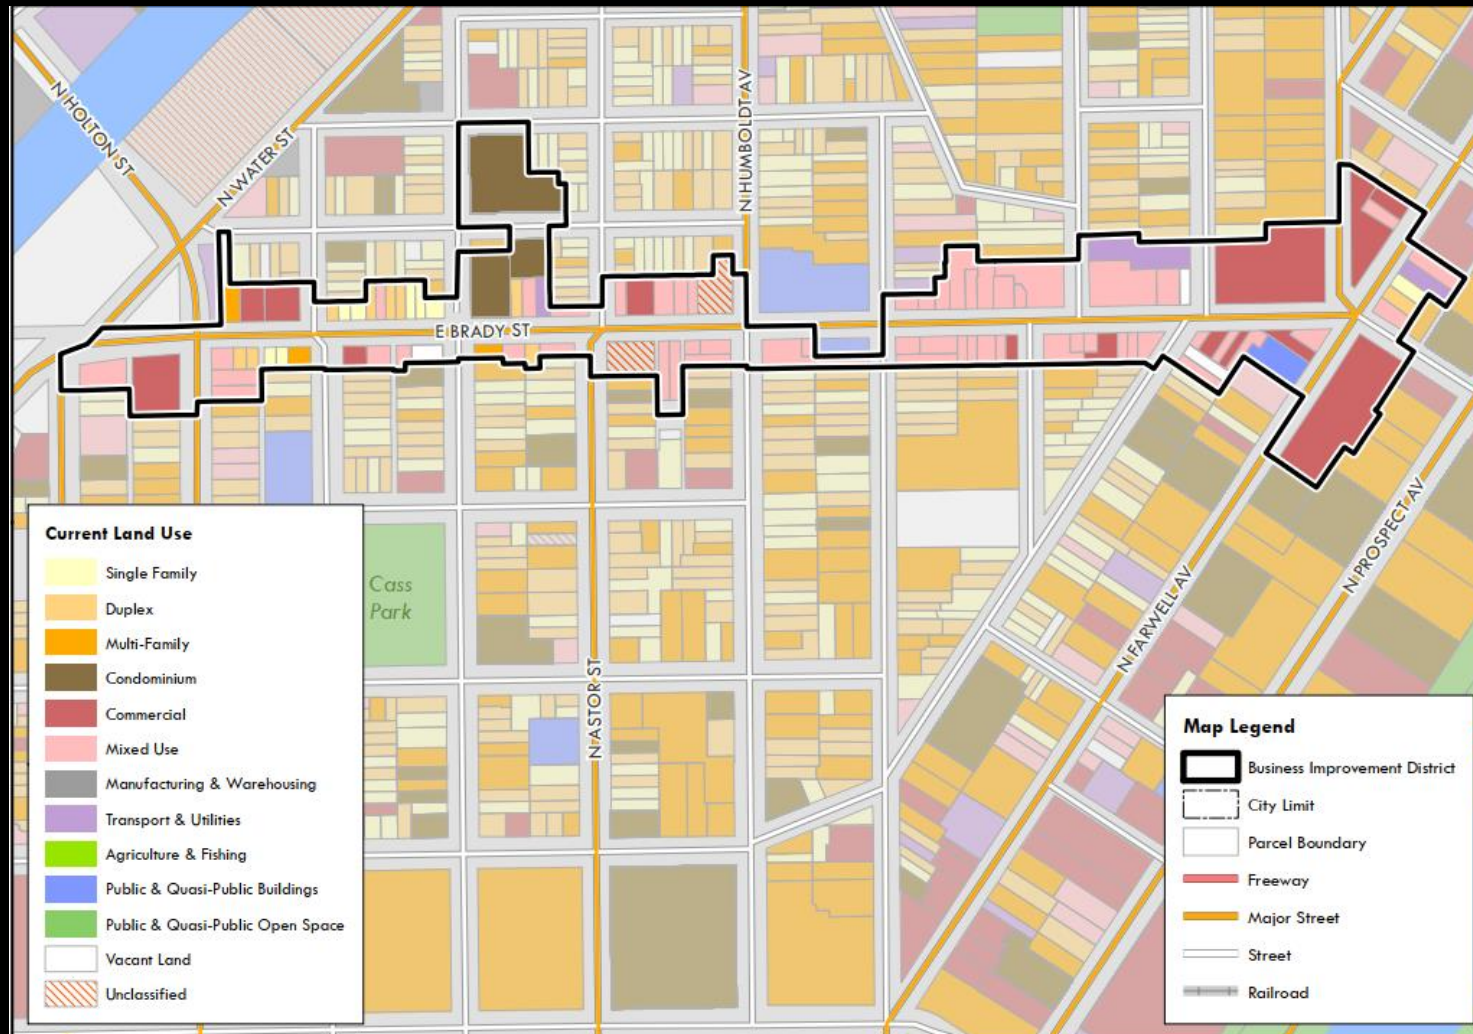 N HOLTON ST
N WATER ST
N HUMBOLDT AV
E BRADY ST
Cass
Park
N ASTOR ST
N FARWELL AV
N PROSPECT AV
Current Land Use
Single Family
Duplex
Multi-Family
Condominium
Commercial
Mixed Use
Manufacturing & Warehousing
Transport & Utilities
Agriculture & Fishing
Public & Quasi-Public Buildings
Public & Quasi-Public Open Space
Vacant Land
Unclassified
Map Legend
Business Improvement District
City Limit
Parcel Boundary
Freeway
Major Street
Street
Railroad